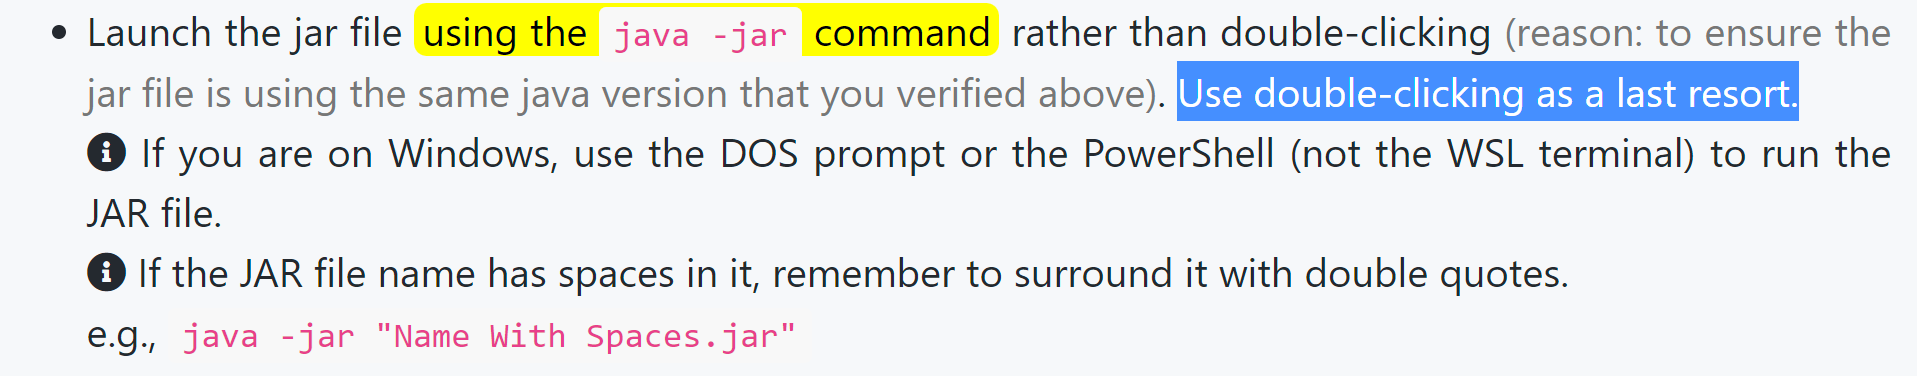 • Launch the jar file using the java -jar command rather than double-clicking (reason: to ensure the
jar file is using the same java version that you verified above). Use double-clicking as a last resort.
If you are on Windows, use the DOS prompt or the PowerShell (not the WSL terminal) to run the
JAR file.
If the JAR file name has spaces in it, remember to surround it with double quotes.
e.g., java -jar "Name With Spaces.jar"